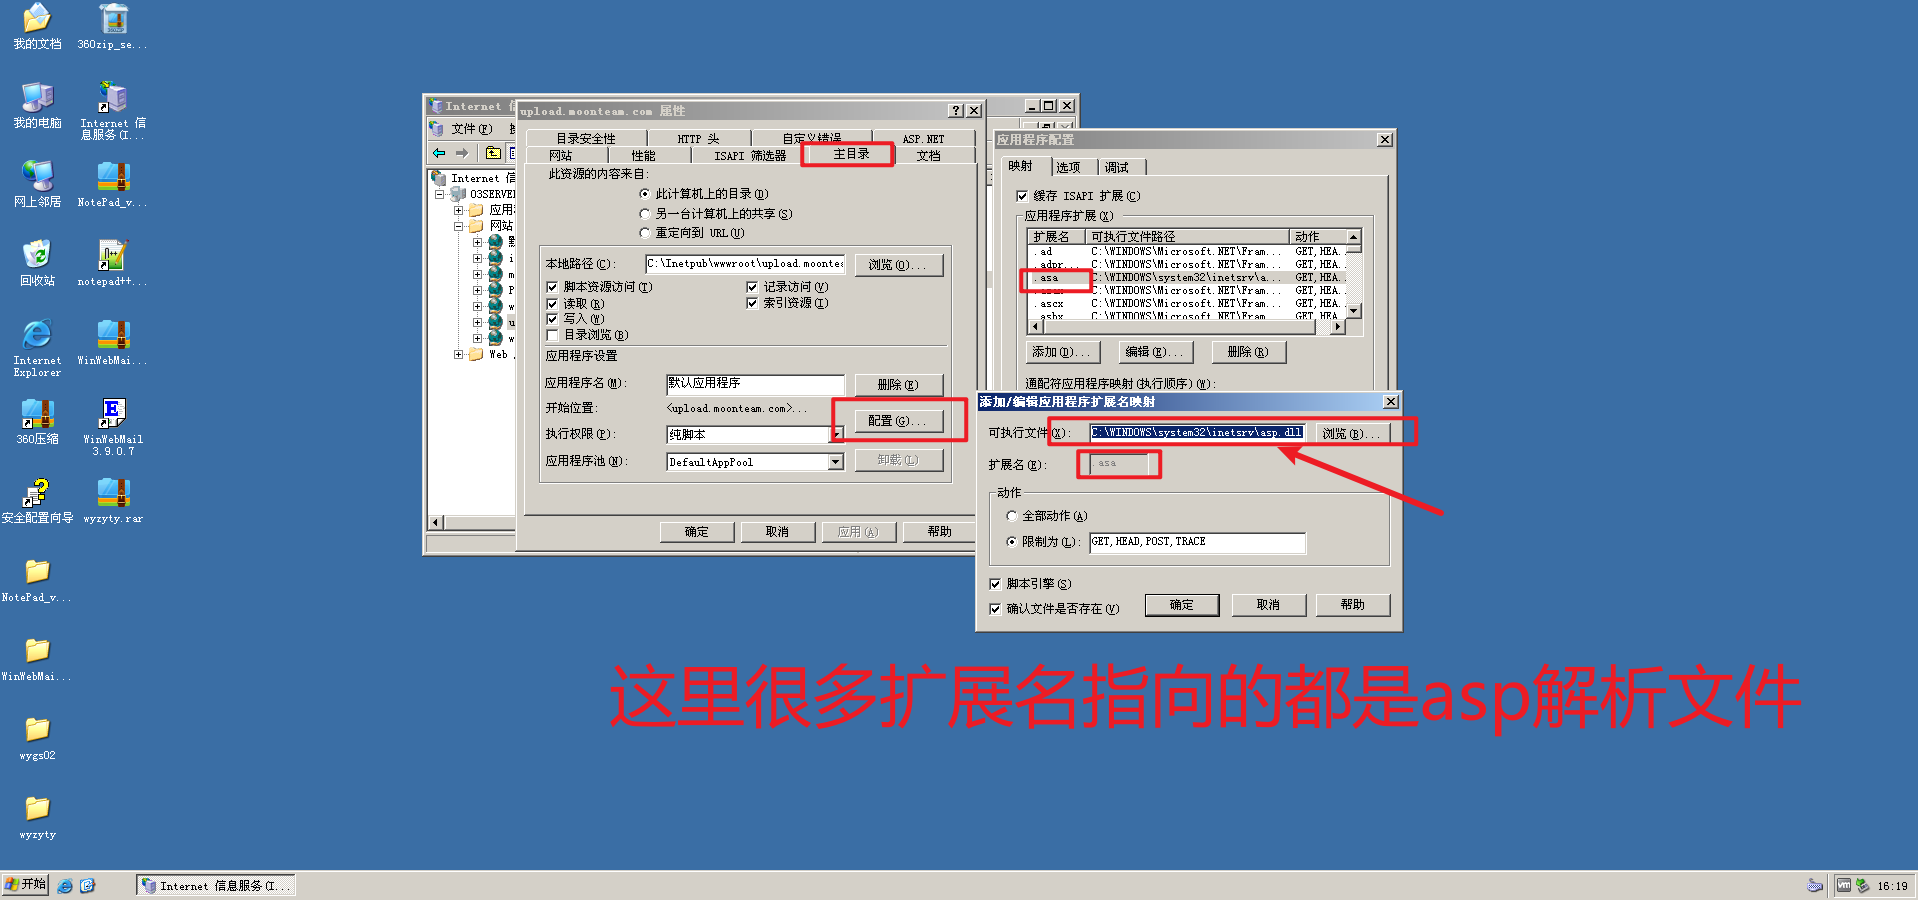 我的文档
360zip_se...
我的电脑
Internet 信
息服务(I...
网上邻居
NotePad_v...
回收站
notepad++...
Internet
Explorer
WinWebMai...
360压缩
WinWebMail
3.9.0.7
安全配置向导
wyzyty.rar
NotePad_v...
WinWebMai...
wygs02
wyzyty
Internet 信
文件(F)
Internet 信
03SERVER
网站
Web
upload.moonteam.com 属性
目录安全性 HTTP 头 自定义错误 ASP.NET
网站 性能 ISAPI 筛选器 主目录 文档
此资源的内容来自:
此计算机上的目录(D)
另一台计算机上的共享(S)
重定向到 URL(U)
本地路径(C): C:\Inetpub\wwwroot\upload.moontea 浏览(O)...
脚本资源访问(T) 记录访问(V)
读取(R) 索引资源(I)
写入(W)
目录浏览(B)
应用程序设置
应用程序名(M): 默认应用程序 删除(E)
开始位置: <upload.moonteam.com>... 配置(G)...
执行权限(P): 纯脚本
应用程序池(N): DefaultAppPool 卸载(L)
确定 取消 应用(A) 帮助
应用程序配置
映射 选项 调试
缓存 ISAPI 扩展(C)
应用程序扩展(X)
扩展名 可执行文件路径 动作
.ad C:\WINDOWS\Microsoft.NET\Fram... GET,HEA.
.adpr... C:\WINDOWS\Microsoft.NET\Fram... GET,HEA.
.asa C:\WINDOWS\system32\inetsrv\a... GET,HEA.
.asax C:\WINDOWS\Microsoft.NET\Fram... GET,HEA.
.ascx C:\WINDOWS\Microsoft.NET\Fram... GET,HEA.
.ashx C:\WINDOWS\Microsoft.NET\Fram... GET,HEA.
添加(D)... 编辑(E)... 删除(R)
通配符应用程序映射(执行顺序)(W):
添加/编辑应用程序扩展名映射
可执行文件(X): C:\WINDOWS\system32\inetsrv\asp.dll 浏览(B)...
扩展名(E): .asa
动作
全部动作(A)
限制为(L): GET,HEAD,POST,TRACE
脚本引擎(S)
确认文件是否存在(V) 确定 取消 帮助
这里很多扩展名指向的都是asp解析文件
开始 Internet 信息服务(I... 16:19